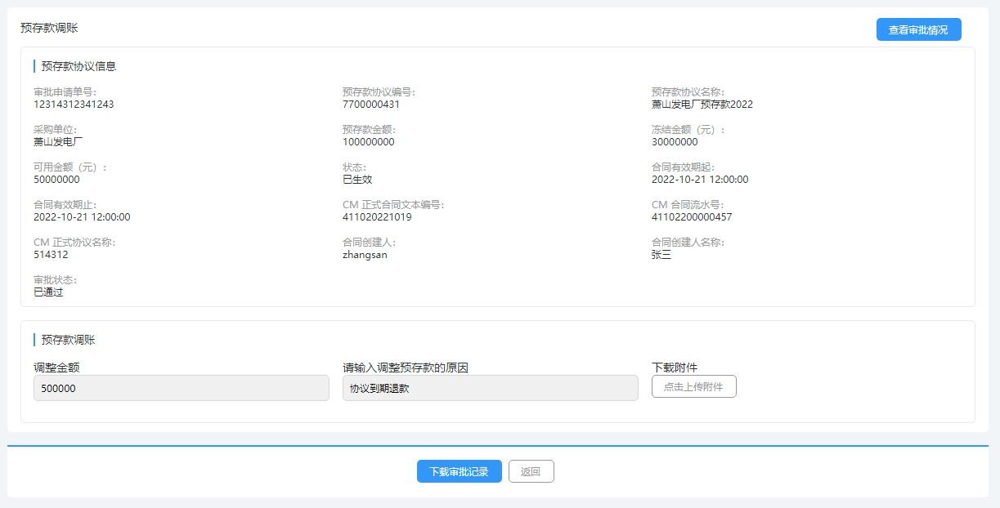 预存款调账
查看审批情况
预存款协议信息
审批申请单号：
12314312341243
预存款协议编号：
7700000431
预存款协议名称：
萧山发电厂预存款2022
采购单位：
萧山发电厂
预存款金额：
100000000
冻结金额（元）：
30000000
可用金额（元）：
50000000
状态：
已生效
合同有效期起：
2022-10-21 12:00:00
合同有效期止：
2022-10-21 12:00:00
CM 正式合同文本编号：
411020221019
CM 合同流水号：
41102200000457
CM 正式协议名称：
514312
合同创建人：
zhangsan
合同创建人名称：
张三
审批状态：
已通过
预存款调账
调整金额
500000
请输入调整预存款的原因
协议到期退款
下载附件
点击上传附件
下载审批记录
返回